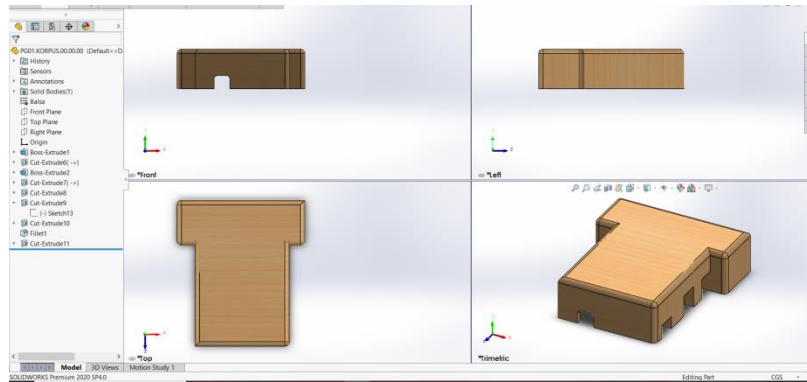 PG01.KORPUS.00.00.00 (Default<<D
History
Sensors
Annotations
Solid Bodies(1)
Balsa
Front Plane
Top Plane
Right Plane
Origin
Boss-Extrude1
Cut-Extrude6( ->)
Boss-Extrude2
Cut-Extrude7( ->)
Cut-Extrude8
Cut-Extrude9
(-) Sketch13
Cut-Extrude10
Fillet1
Cut-Extrude11
*Front
*Left
*Top
*Trimetric
Model 3D Views Motion Study 1
SOLIDWORKS Premium 2020 SP4.0
Editing Part CGS